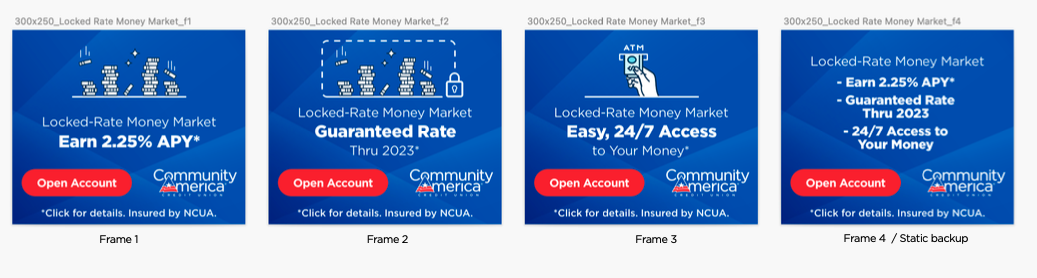 300x250_Locked Rate Money Market_f1
Locked-Rate Money Market
Earn 2.25% APY*
Open Account
Community
America
CREDIT UNION
*Click for details. Insured by NCUA.
Frame 1
300x250_Locked Rate Money Market_f2
Locked-Rate Money Market
Guaranteed Rate
Thru 2023*
Open Account
Community
America
CREDIT UNION
*Click for details. Insured by NCUA.
Frame 2
300x250_Locked Rate Money Market_f3
ATM
Locked-Rate Money Market
Easy, 24/7 Access
to Your Money*
Open Account
Community
America
CREDIT UNION
*Click for details. Insured by NCUA.
Frame 3
300x250_Locked Rate Money Market_f4
Locked-Rate Money Market
- Earn 2.25% APY*
- Guaranteed Rate
Thru 2023
- 24/7 Access to
Your Money
Open Account
Community
America
CREDIT UNION
*Click for details. Insured by NCUA.
Frame 4 / Static backup